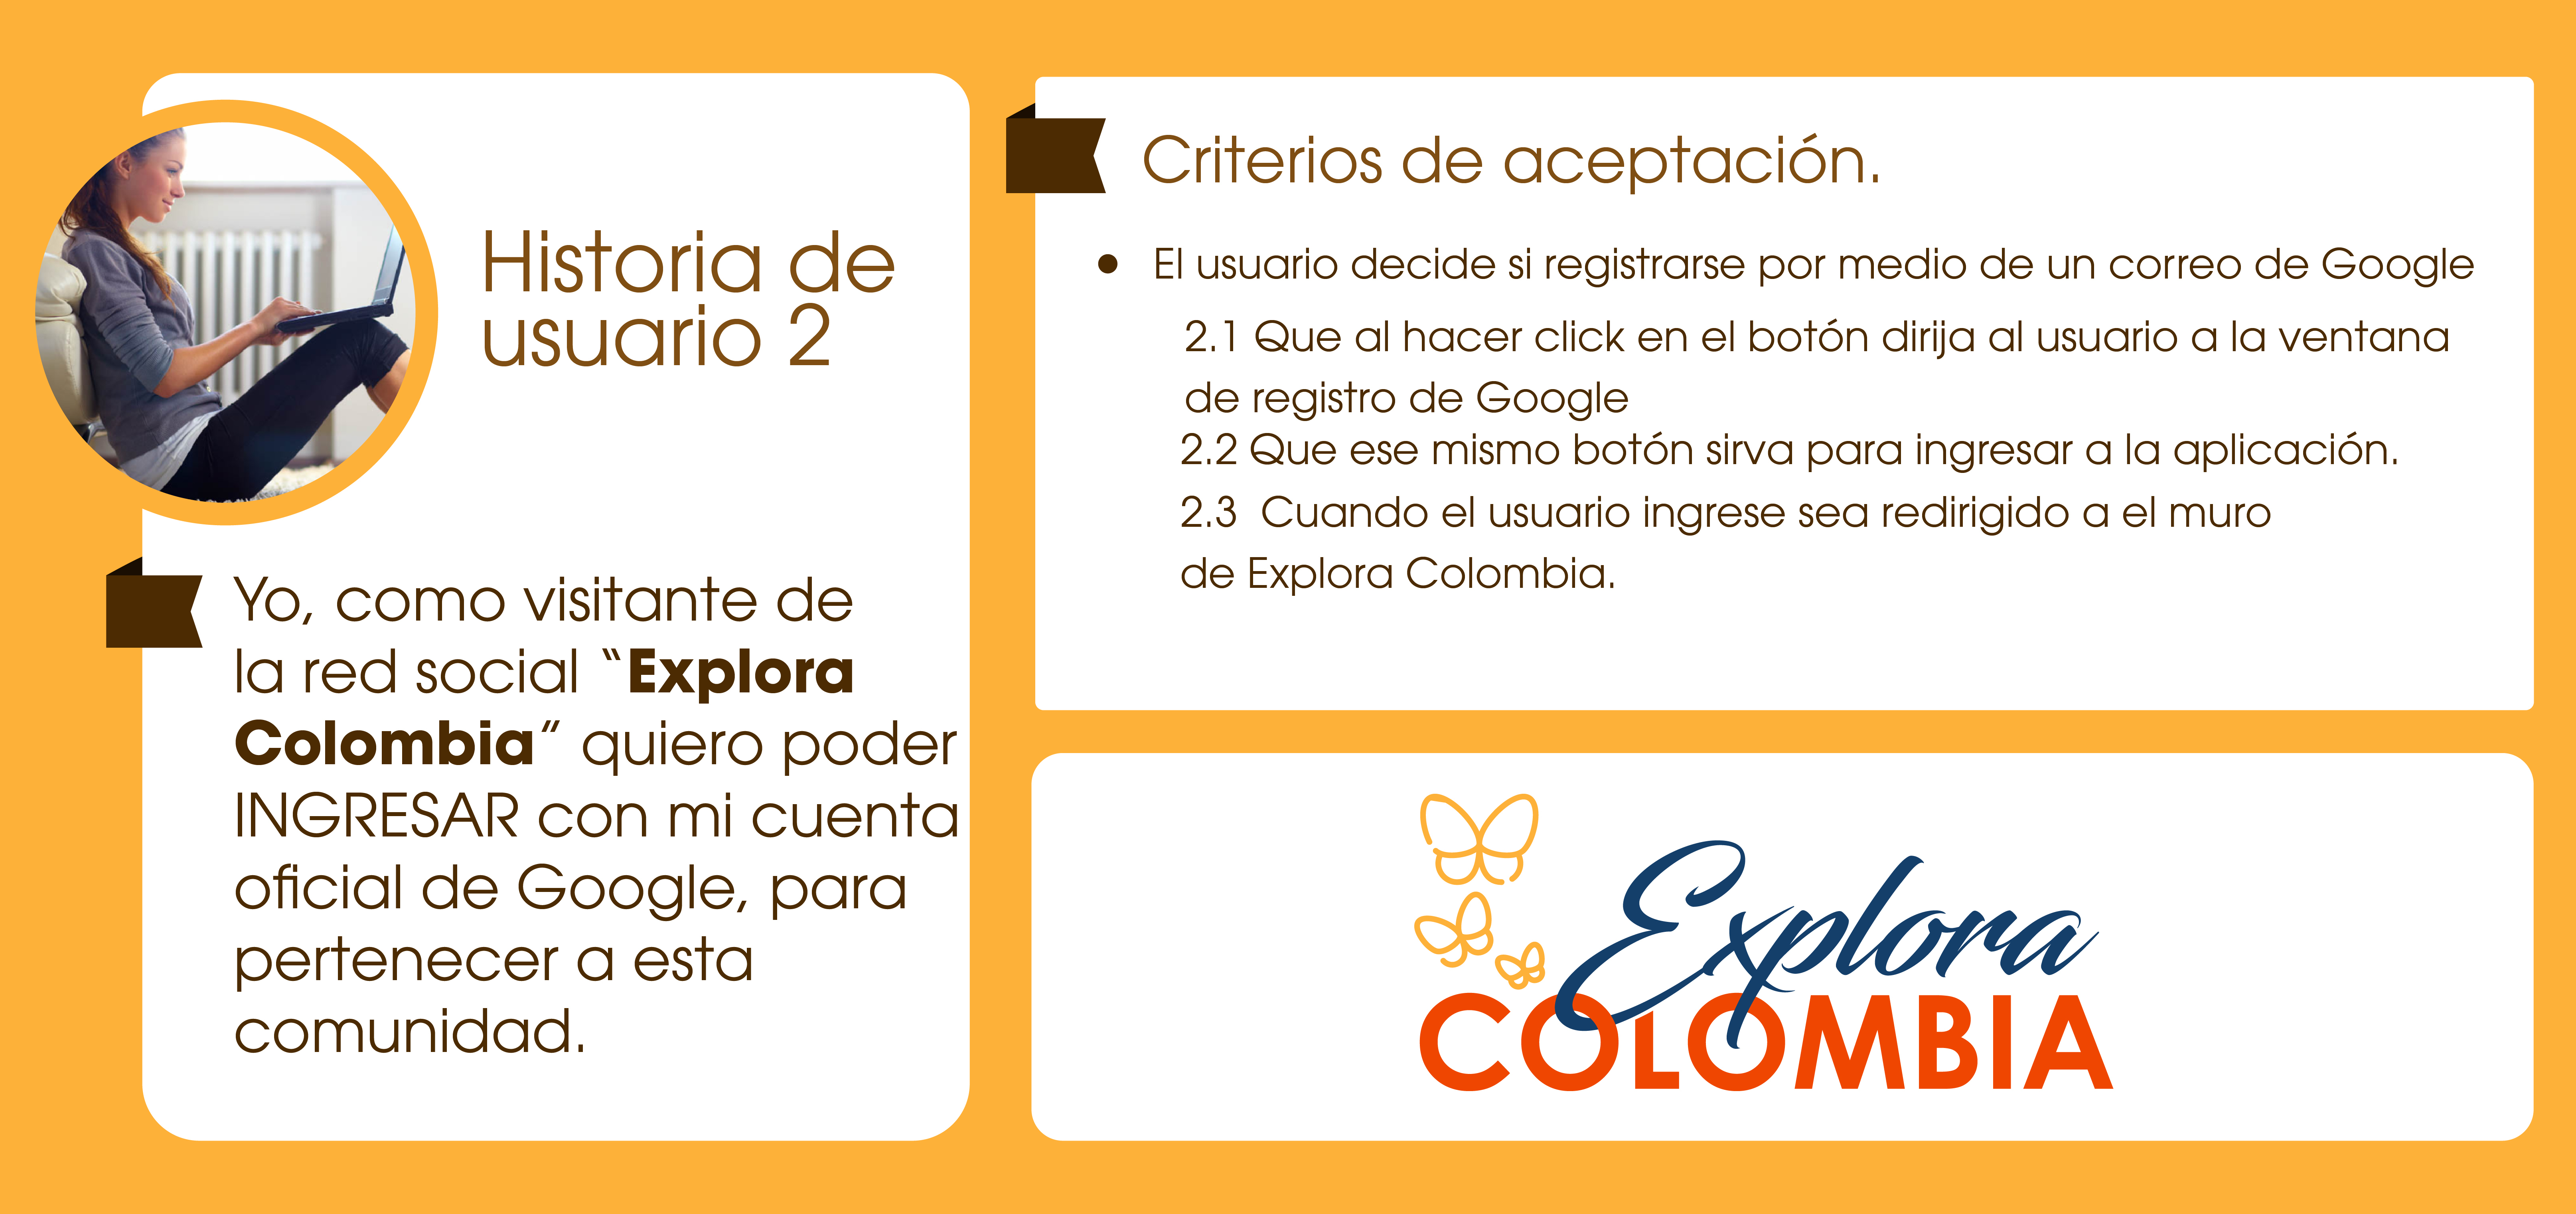 Historia de
usuario 2
Yo, como visitante de
la red social “Explora
Colombia” quiero poder
INGRESAR con mi cuenta
oficial de Google, para
pertenecer a esta
comunidad.
Criterios de aceptación.
• El usuario decide si registrarse por medio de un correo de Google
2.1 Que al hacer click en el botón dirija al usuario a la ventana
de registro de Google
2.2 Que ese mismo botón sirva para ingresar a la aplicación.
2.3 Cuando el usuario ingrese sea redirigido a el muro
de Explora Colombia.
Explora
COLOMBIA